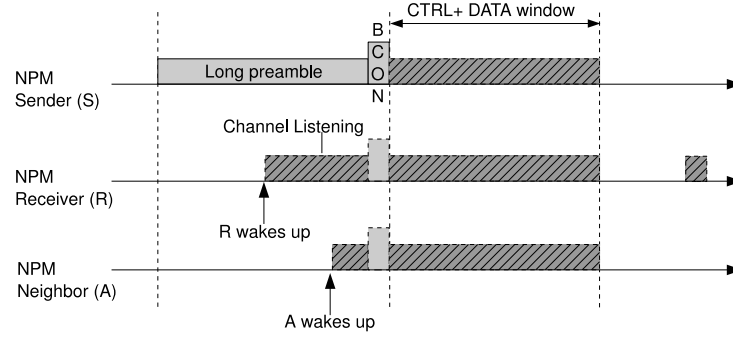 CTRL+ DATA window
B
C
O
N
Long preamble
NPM
Sender (S)
Channel Listening
NPM
Receiver (R)
R wakes up
NPM
Neighbor (A)
A wakes up